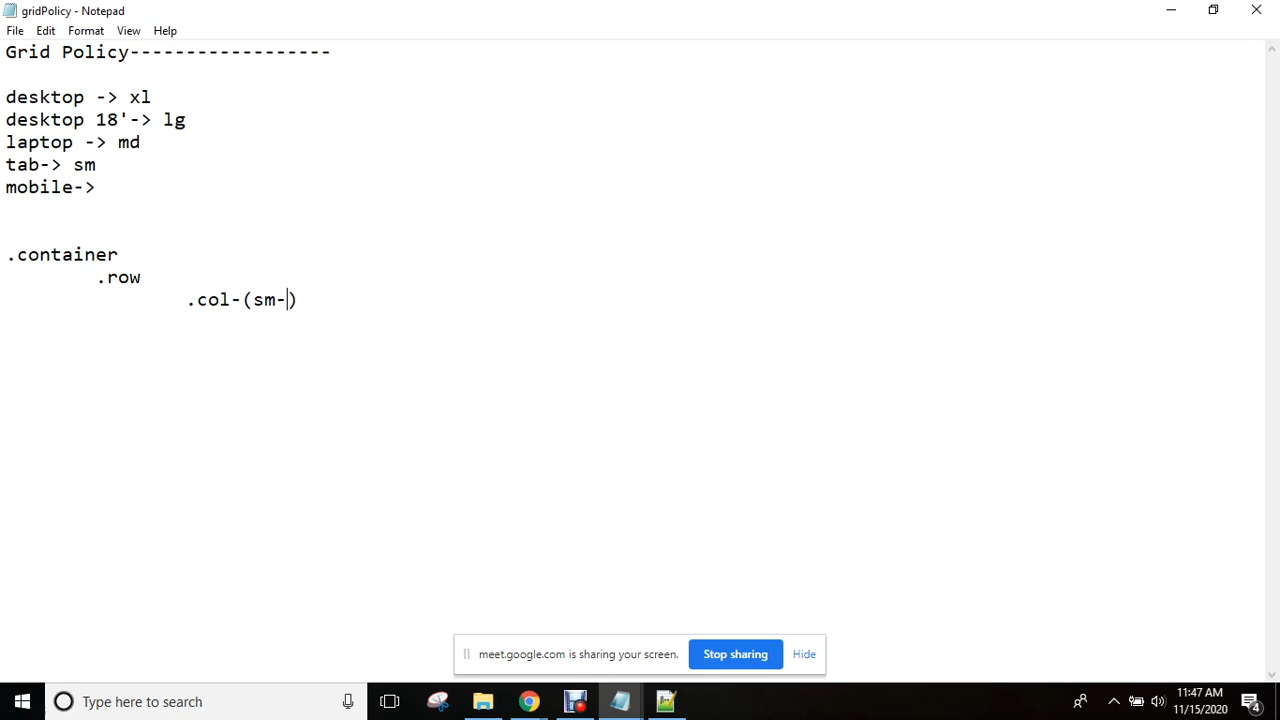 gridPolicy - Notepad
File Edit Format View Help
Grid Policy------------------
desktop -> xl
desktop 18'-> lg
laptop -> md
tab-> sm
mobile->
.container
.row
.col-(sm-)
meet.google.com is sharing your screen. Stop sharing Hide
Type here to search
11:47 AM
11/15/2020
4